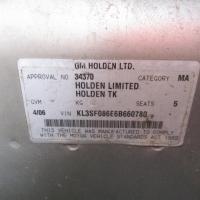 GM HOLDEN LTD.
APPROVAL NO 34370 CATEGORY MA
HOLDEN LIMITED
HOLDEN TK
GVM KG SEATS 5
4/06 VIN KL3SF086E6B660780
THIS VEHICLE WAS MANUFACTURED TO COMPLY
WITH THE MOTOR VEHICLE STANDARDS ACT 1989